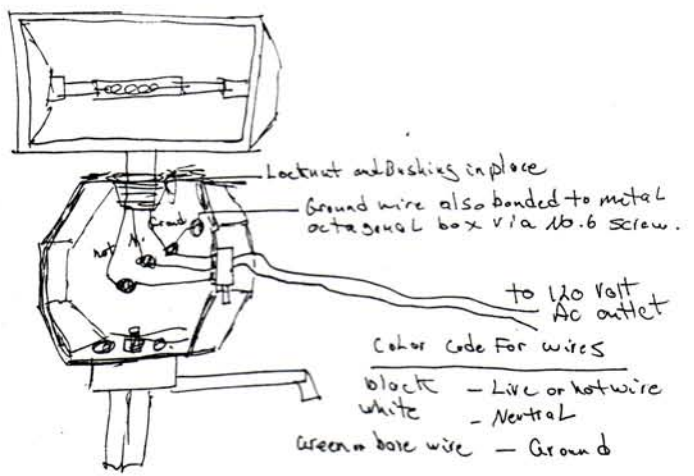 Locknut and Bushing in place
Ground wire also bonded to metal
octagonal box via No. 6 screw.
Ground
N.
Hot
to 120 Volt
AC outlet
Color Code For wires
black - Live or hot wire
white - Neutral
Green or bare wire - Ground